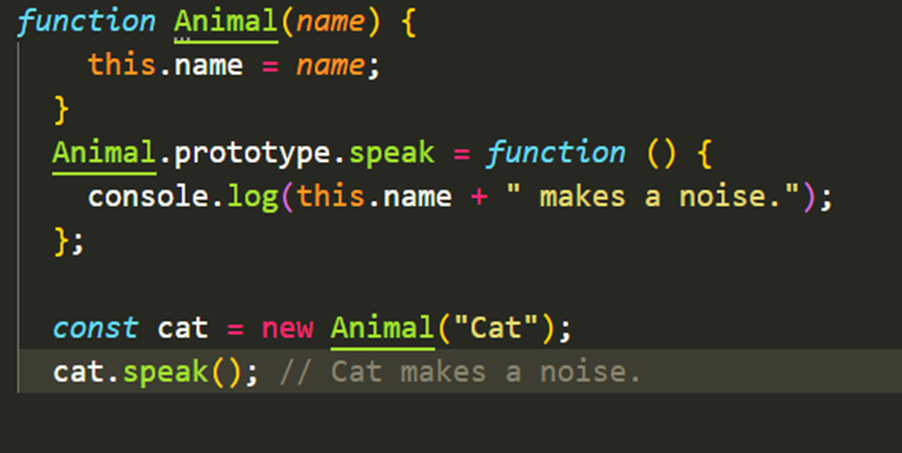 function Animal(name) {
    this.name = name;
  }
  Animal.prototype.speak = function () {
    console.log(this.name + " makes a noise.");
  };

  const cat = new Animal("Cat");
  cat.speak(); // Cat makes a noise.